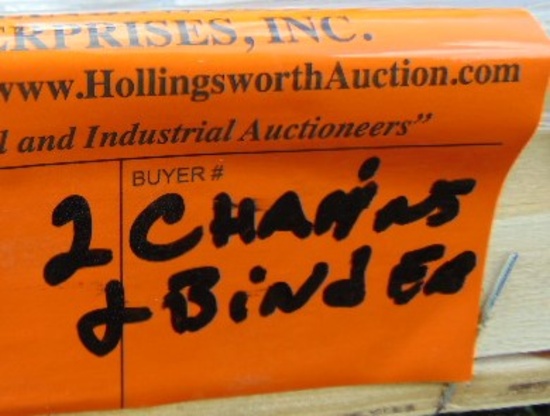 ERPRISES, INC.
www.HollingsworthAuction.com
l and Industrial Auctioneers"
BUYER #
2 CHAiNS
& BiNdER